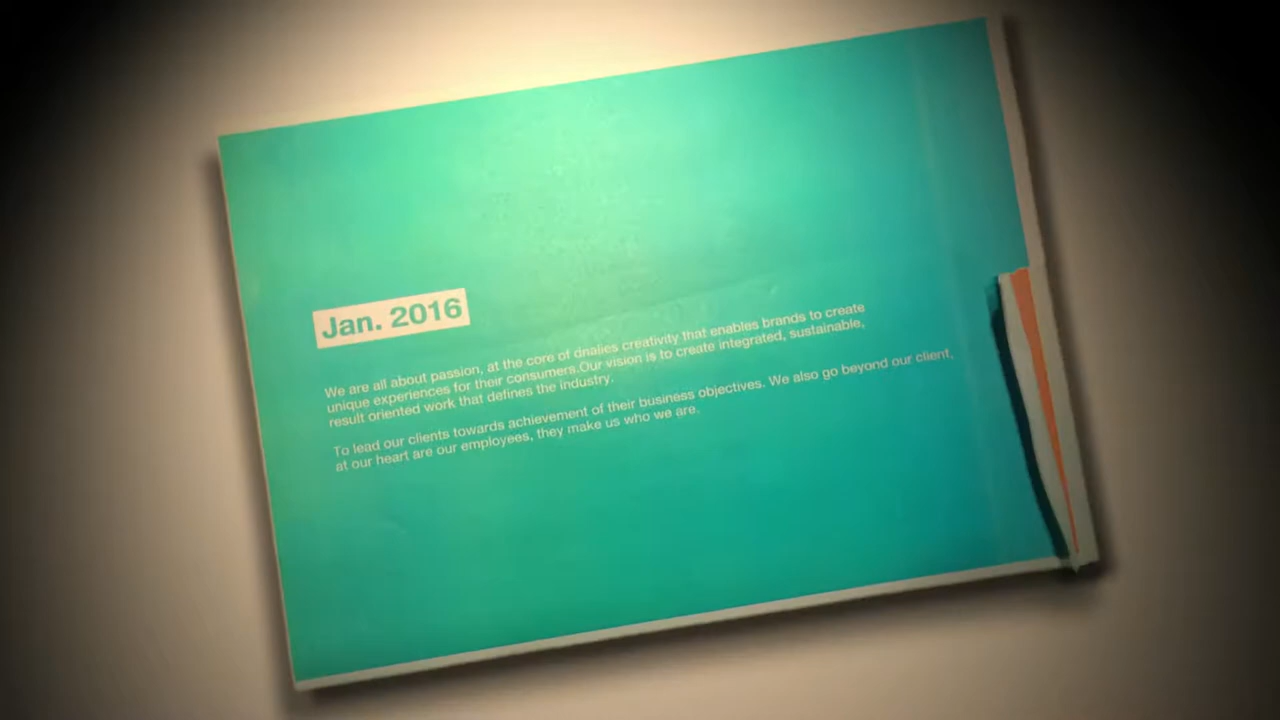 Jan. 2016
We are all about passion, at the core of dnalies creativity that enables brands to create
unique experiences for their consumers.Our vision is to create integrated, sustainable,
result oriented work that defines the industry.
To lead our clients towards achievement of their business objectives. We also go beyond our client,
at our heart are our employees, they make us who we are.